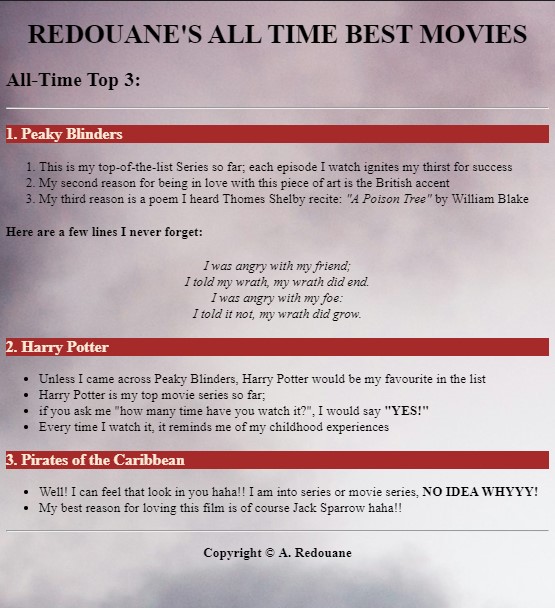 REDOUANE'S ALL TIME BEST MOVIES
All-Time Top 3:
1. Peaky Blinders
1. This is my top-of-the-list Series so far; each episode I watch ignites my thirst for success
2. My second reason for being in love with this piece of art is the British accent
3. My third reason is a poem I heard Thomes Shelby recite: "A Poison Tree" by William Blake
Here are a few lines I never forget:
I was angry with my friend;
I told my wrath, my wrath did end.
I was angry with my foe:
I told it not, my wrath did grow.
2. Harry Potter
• Unless I came across Peaky Blinders, Harry Potter would be my favourite in the list
• Harry Potter is my top movie series so far;
• if you ask me "how many time have you watch it?", I would say "YES!"
• Every time I watch it, it reminds me of my childhood experiences
3. Pirates of the Caribbean
• Well! I can feel that look in you haha!! I am into series or movie series, NO IDEA WHYYY!
• My best reason for loving this film is of course Jack Sparrow haha!!
Copyright © A. Redouane